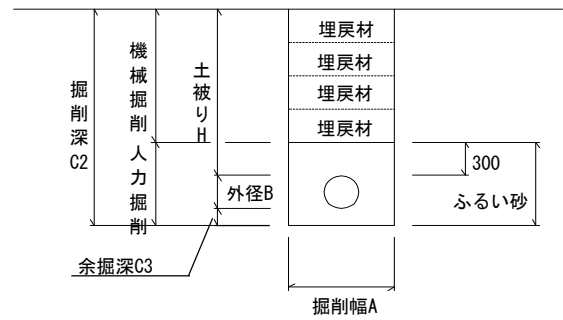 埋戻材
埋戻材
埋戻材
埋戻材
掘削深C2
機械掘削
人力掘削
土被りH
外径B
余掘深C3
300
ふるい砂
掘削幅A